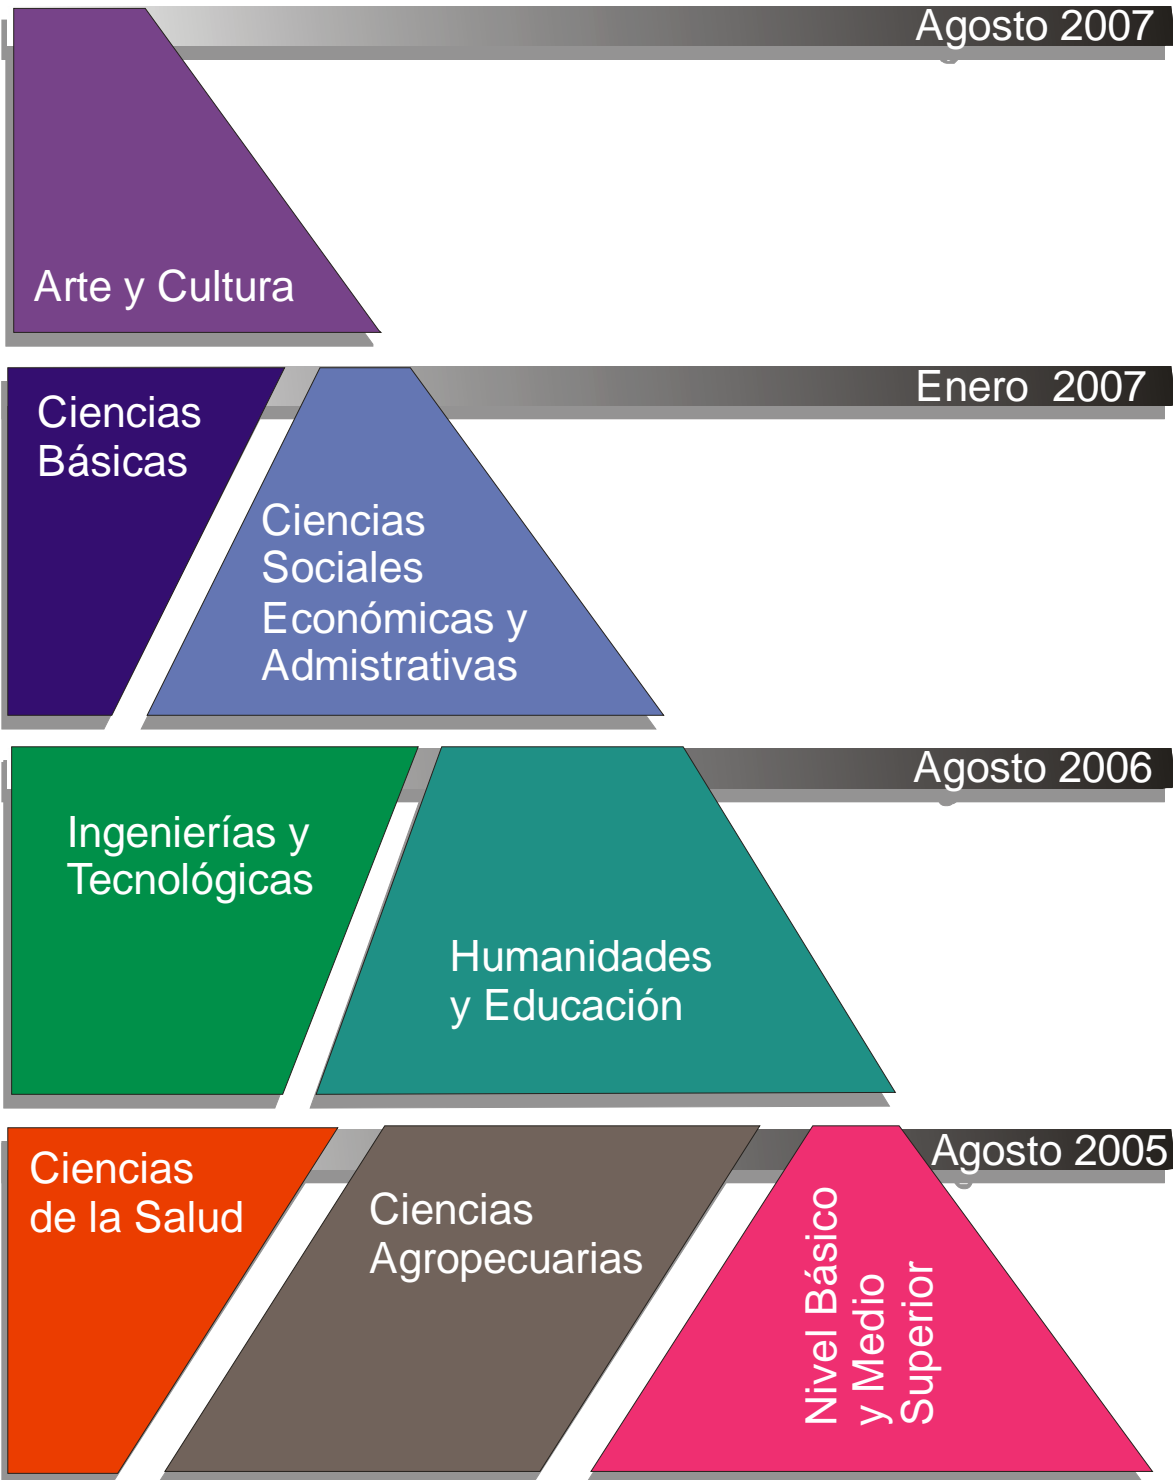 Agosto 2007
Arte y Cultura
Enero 2007
Ciencias
Básicas
Ciencias
Sociales
Económicas y
Admistrativas
Agosto 2006
Ingenierías y
Tecnológicas
Humanidades
y Educación
Agosto 2005
Ciencias
de la Salud
Ciencias
Agropecuarias
Nivel Básico
y Medio
Superior